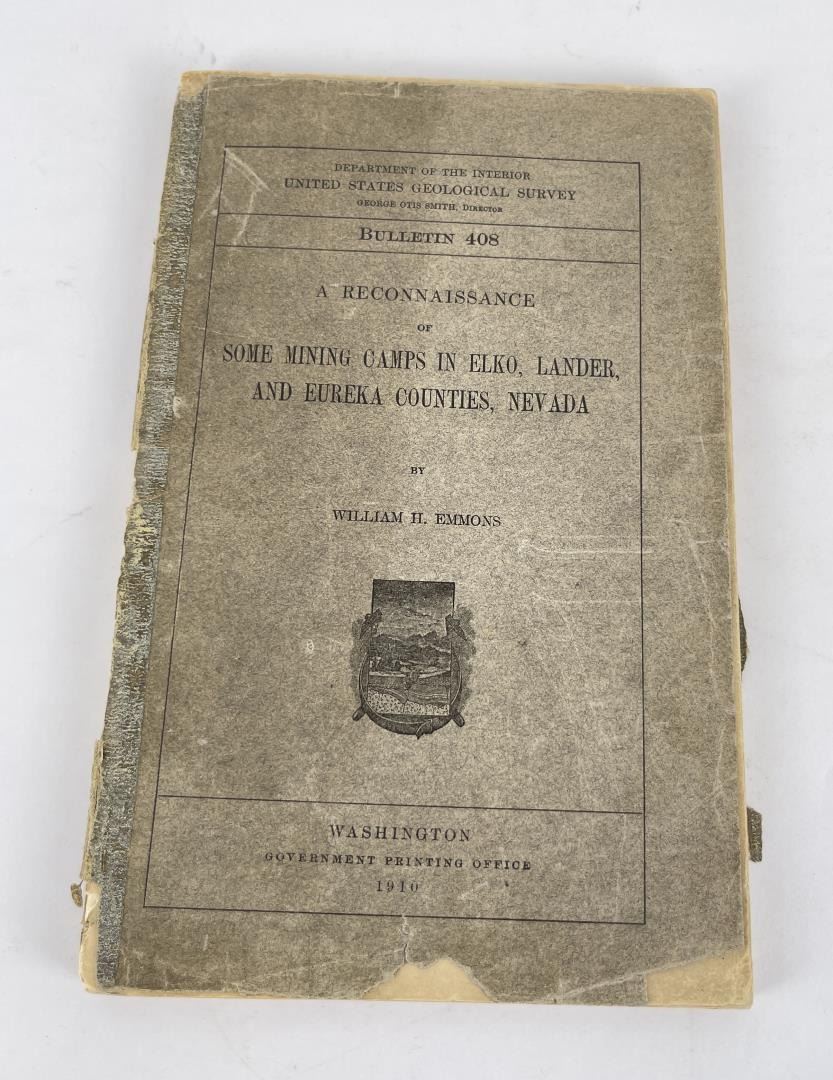 DEPARTMENT OF THE INTERIOR
UNITED STATES GEOLOGICAL SURVEY
GEORGE OTIS SMITH, DIRECTOR
BULLETIN 408
A RECONNAISSANCE
OF
SOME MINING CAMPS IN ELKO, LANDER,
AND EUREKA COUNTIES, NEVADA
BY
WILLIAM H. EMMONS
WASHINGTON
GOVERNMENT PRINTING OFFICE
1910